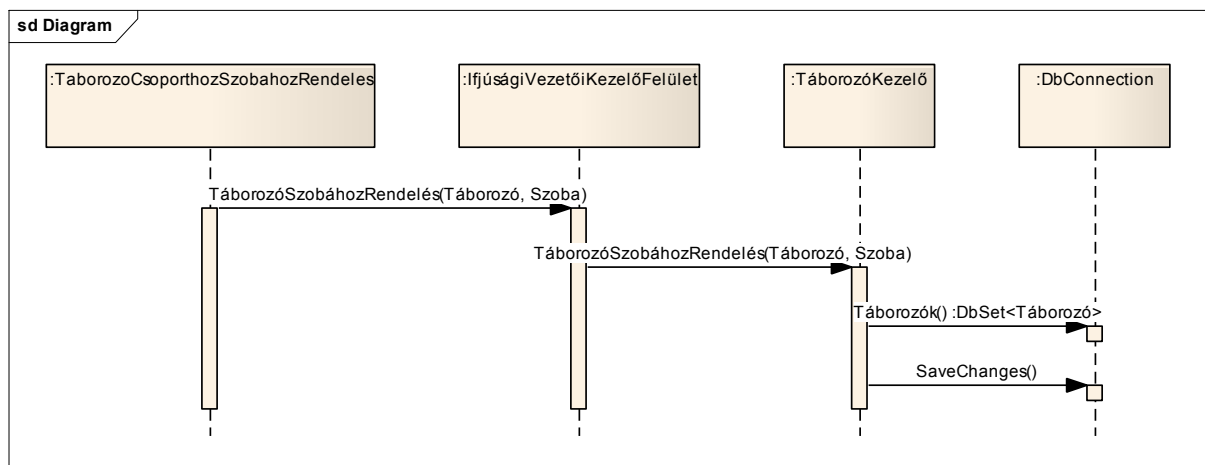 sd Diagram
:TaborozoCsoporthozSzobahozRendeles
:IfjúságiVezetőiKezelőFelület
:TáborozóKezelő
:DbConnection
TáborozóSzobáhozRendelés(Táborozó, Szoba)
TáborozóSzobáhozRendelés(Táborozó, Szoba)
Táborozók() :DbSet<Táborozó>
SaveChanges()